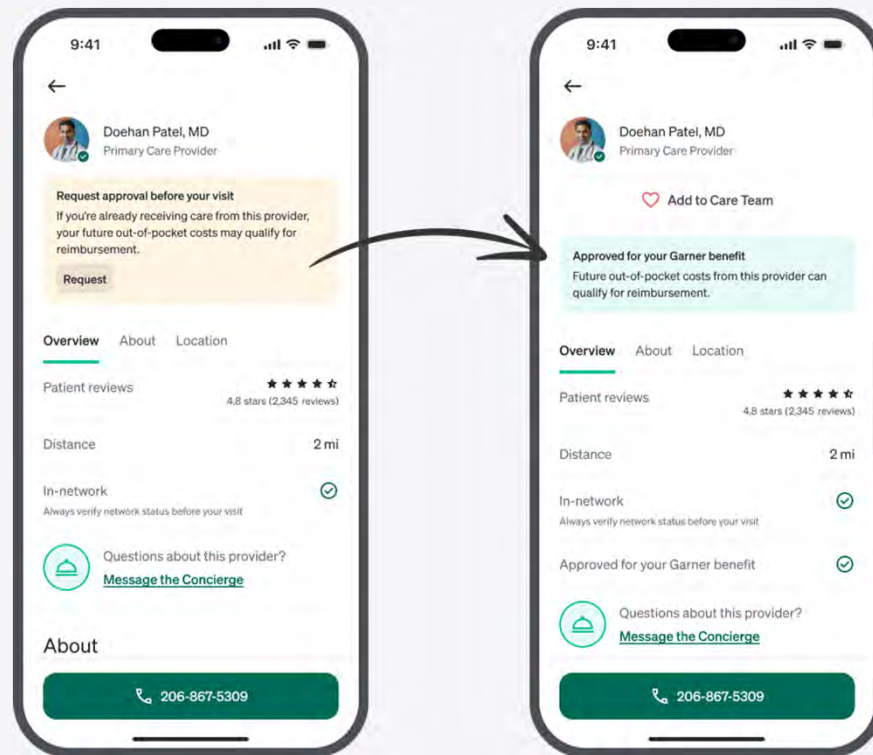 9:41
Doehan Patel, MD
Primary Care Provider
Request approval before your visit
If you're already receiving care from this provider,
your future out-of-pocket costs may qualify for
reimbursement.
Request
Overview About Location
Patient reviews
4.8 stars (2,345 reviews)
Distance 2 mi
In-network
Always verify network status before your visit
Questions about this provider?
Message the Concierge
About
206-867-5309
9:41
Doehan Patel, MD
Primary Care Provider
Add to Care Team
Approved for your Garner benefit
Future out-of-pocket costs from this provider can
qualify for reimbursement.
Overview About Location
Patient reviews
4.8 stars (2,345 reviews)
Distance 2 mi
In-network
Always verify network status before your visit
Approved for your Garner benefit
Questions about this provider?
Message the Concierge
206-867-5309